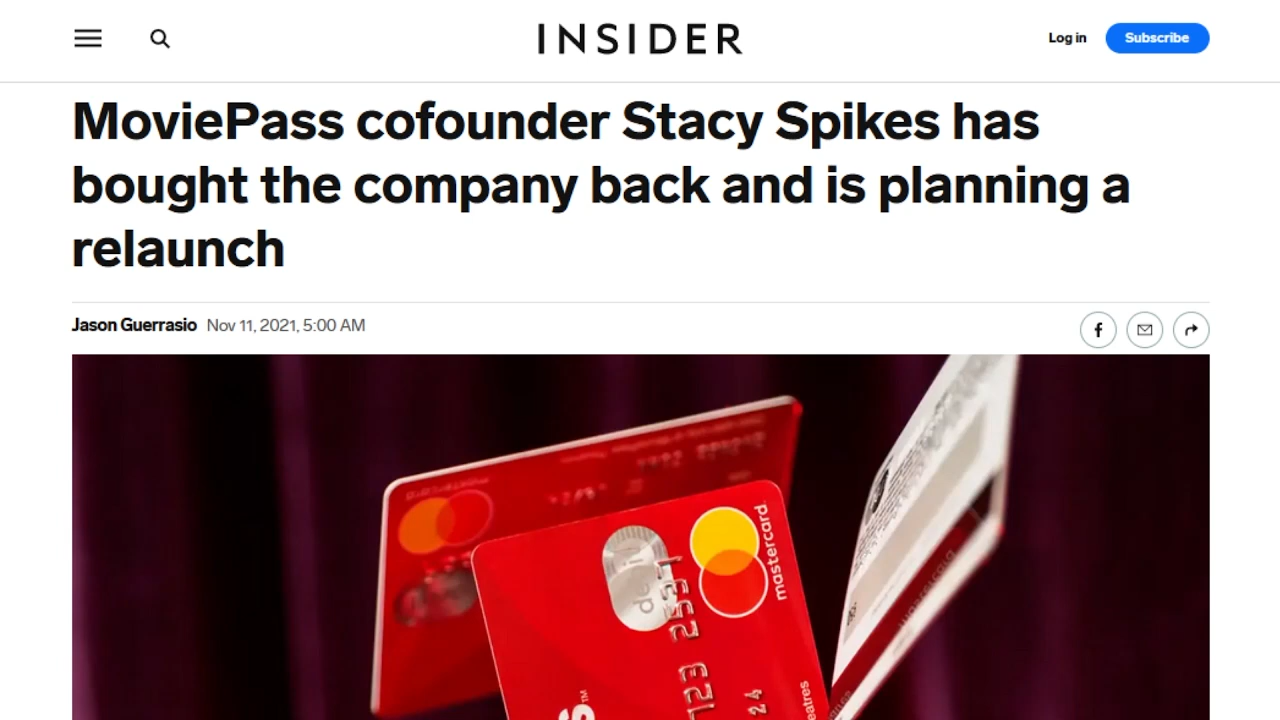 INSIDER
Log in
Subscribe
MoviePass cofounder Stacy Spikes has
bought the company back and is planning a
relaunch
Jason Guerrasio Nov 11, 2021, 5:00 AM
mastercard.
debit